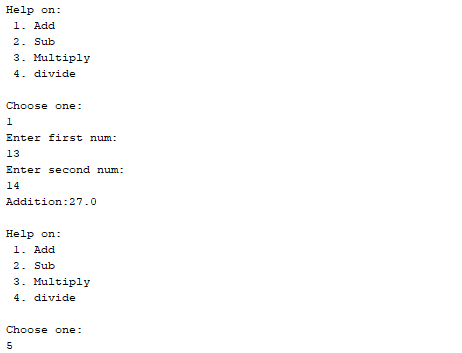 Help on:
1. Add
2. Sub
3. Multiply
4. divide
Choose one:
1
Enter first num:
13
Enter second num:
14
Addition:27.0
Help on:
1. Add
2. Sub
3. Multiply
4. divide
Choose one:
5